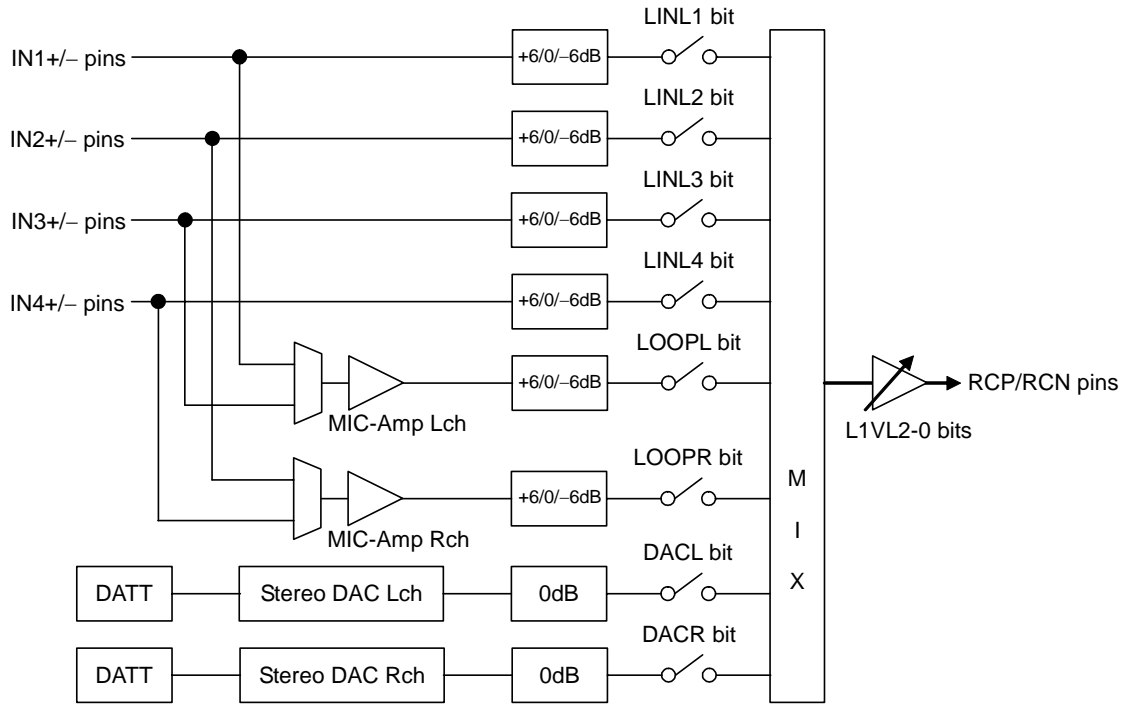 LINL1 bit
IN1+/− pins
+6/0/−6dB
LINL2 bit
IN2+/− pins
+6/0/−6dB
LINL3 bit
IN3+/− pins
+6/0/−6dB
LINL4 bit
IN4+/− pins
+6/0/−6dB
LOOPL bit
+6/0/−6dB
RCP/RCN pins
MIC-Amp Lch
L1VL2-0 bits
LOOPR bit
+6/0/−6dB
MIC-Amp Rch
M
I
X
DACL bit
DATT
Stereo DAC Lch
0dB
DACR bit
DATT
Stereo DAC Rch
0dB